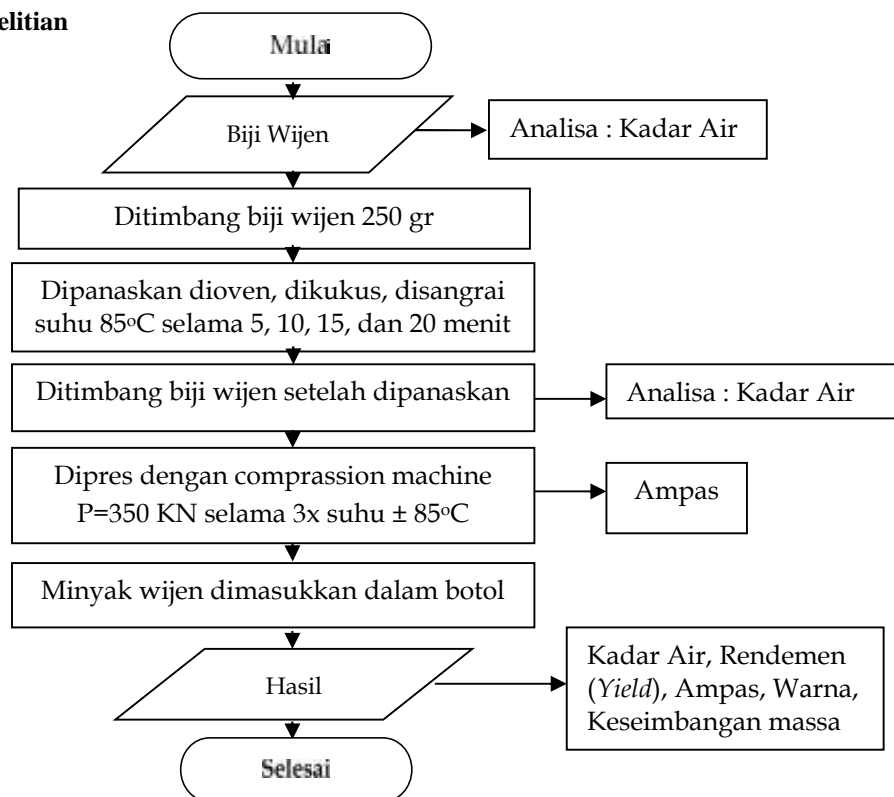 elitian
Mulai
Biji Wijen
Analisa : Kadar Air
Ditimbang biji wijen 250 gr
Dipanaskan dioven, dikukus, disangrai
suhu 85ºC selama 5, 10, 15, dan 20 menit
Ditimbang biji wijen setelah dipanaskan
Analisa : Kadar Air
Dipres dengan comprassion machine
P=350 KN selama 3x suhu ± 85ºC
Ampas
Minyak wijen dimasukkan dalam botol
Hasil
Kadar Air, Rendemen
(Yield), Ampas, Warna,
Keseimbangan massa
Selesai